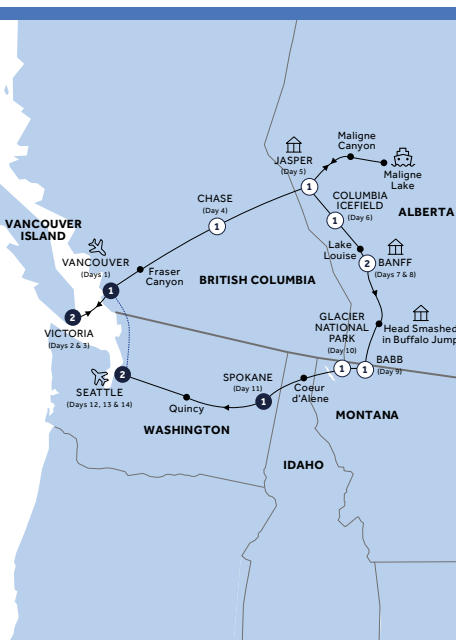 Maligne
Canyon
JASPER
(Day 5)
1
Maligne
Lake
CHASE
(Day 4)
1
COLUMBIA
ICEFIELD
(Day 6)
1
ALBERTA
VANCOUVER
ISLAND
Lake
Louise
2
BANFF
(Days 7 & 8)
VANCOUVER
(Days 1)
1
Fraser
Canyon
BRITISH COLUMBIA
2
VICTORIA
(Days 2 & 3)
GLACIER
NATIONAL
PARK
(Day 10)
1
Head Smashed
in Buffalo Jump
1
BABB
(Day 9)
2
SEATTLE
(Days 12, 13 & 14)
SPOKANE
(Day 11)
1
Coeur
d'Alene
Quincy
MONTANA
WASHINGTON
IDAHO